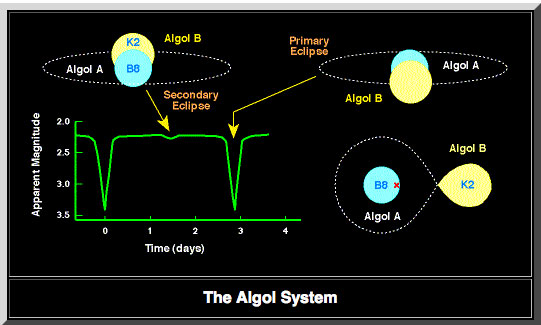 K2
Algol B
Algol A
B8
Primary
Eclipse
Algol A
Algol B
Secondary
Eclipse
Apparent Magnitude
2.0
2.5
3.0
3.5
0
1
2
3
4
Time (days)
Algol B
B8
x
K2
Algol A
The Algol System